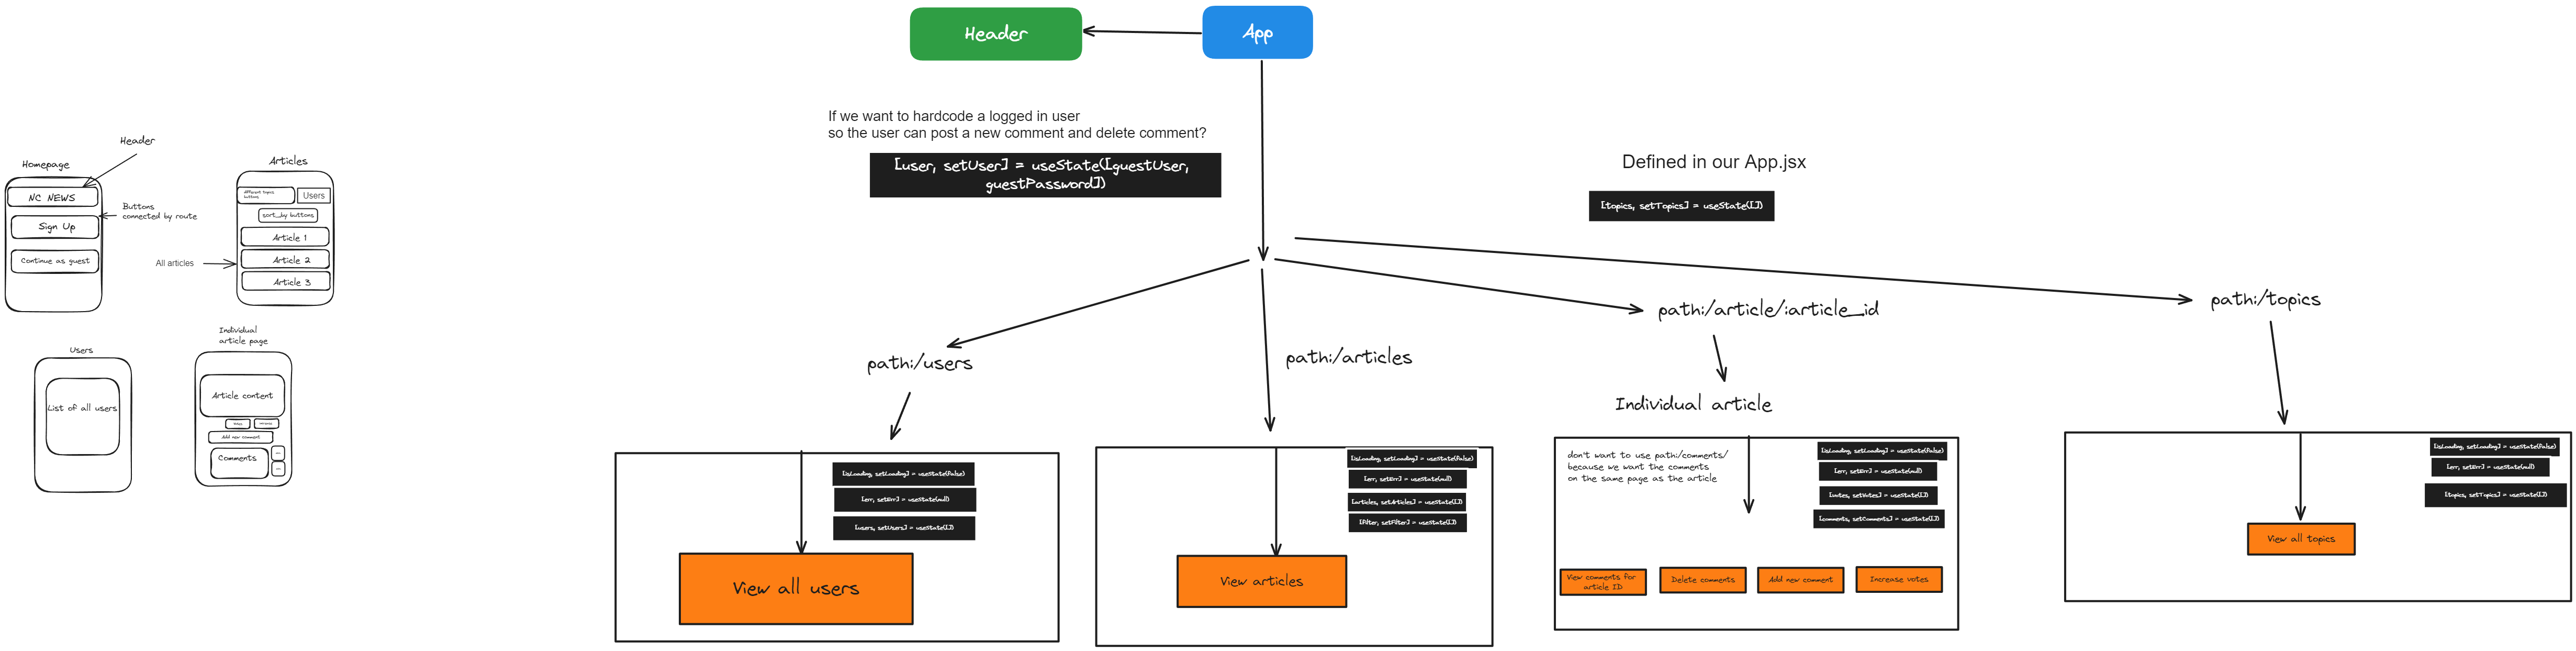 Header
App
If we want to hardcode a logged in user
so the user can post a new comment and delete comment?
[user, setUser] = useState([guestUser,
guestPassword])
Defined in our App.jsx
[topics, setTopics] = useState([])
Header
Homepage
NC NEWS
Sign Up
Continue as guest
Buttons
connected by route
Articles
different topics
buttons
Users
sort_by buttons
Article 1
Article 2
Article 3
All articles
Users
List of all users
Individual
article page
Article content
Add new comment
Comments
path:/users
[isLoading, setLoading] = useState(false)
[err, setErr] = useState(null)
[users, setUsers] = useState([])
View all users
path:/articles
[isLoading, setLoading] = useState(false)
[err, setErr] = useState(null)
[articles, setArticles] = useState([])
[filter, setFilter] = useState([])
View articles
path:/article/:article_id
Individual article
don't want to use path:/comments/
because we want the comments
on the same page as the article
[isLoading, setLoading] = useState(false)
[err, setErr] = useState(null)
[votes, setVotes] = useState([])
[comments, setComments] = useState([])
View comments for
article ID
Delete comments
Add new comment
Increase votes
path:/topics
[isLoading, setLoading] = useState(false)
[err, setErr] = useState(null)
[topics, setTopics] = useState([])
View all topics